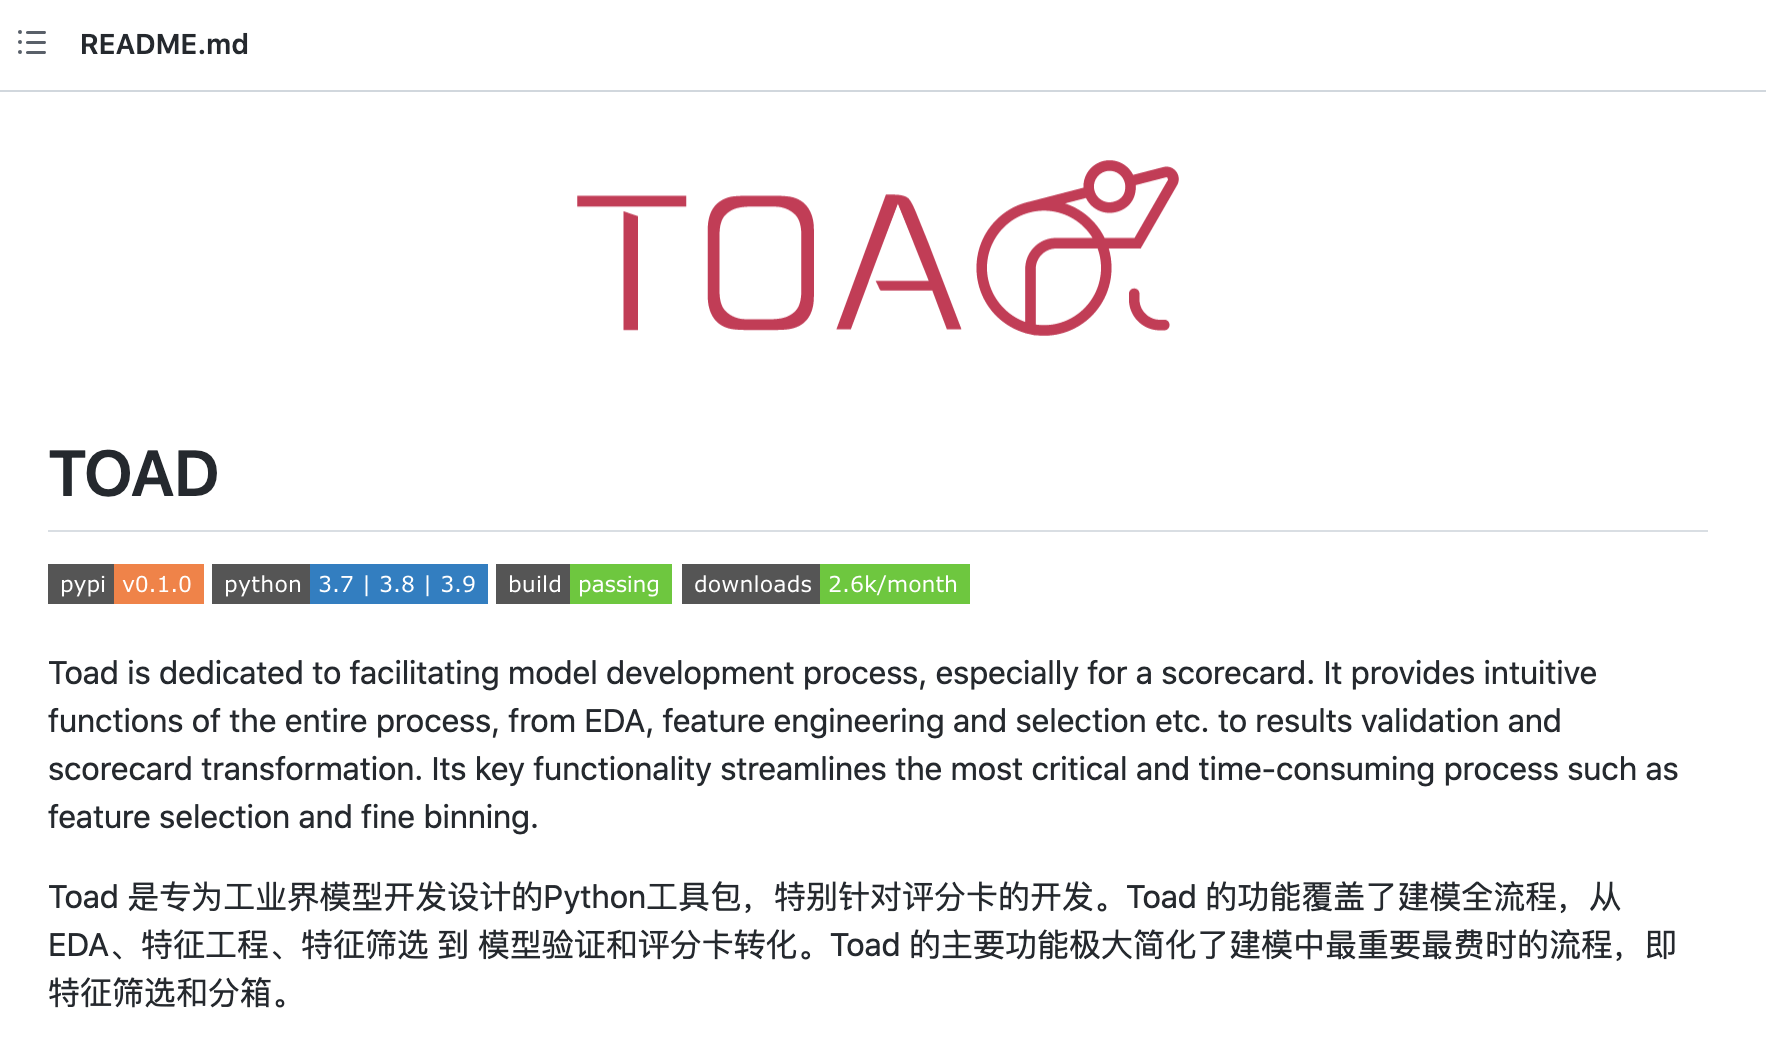 README.md
TOAD
TOAD
pypi v0.1.0 python 3.7 | 3.8 | 3.9 build passing downloads 2.6k/month
Toad is dedicated to facilitating model development process, especially for a scorecard. It provides intuitive
functions of the entire process, from EDA, feature engineering and selection etc. to results validation and
scorecard transformation. Its key functionality streamlines the most critical and time-consuming process such as
feature selection and fine binning.
Toad 是专为工业界模型开发设计的Python工具包，特别针对评分卡的开发。Toad 的功能覆盖了建模全流程，从
EDA、特征工程、特征筛选 到 模型验证和评分卡转化。Toad 的主要功能极大简化了建模中最重要最费时的流程，即
特征筛选和分箱。